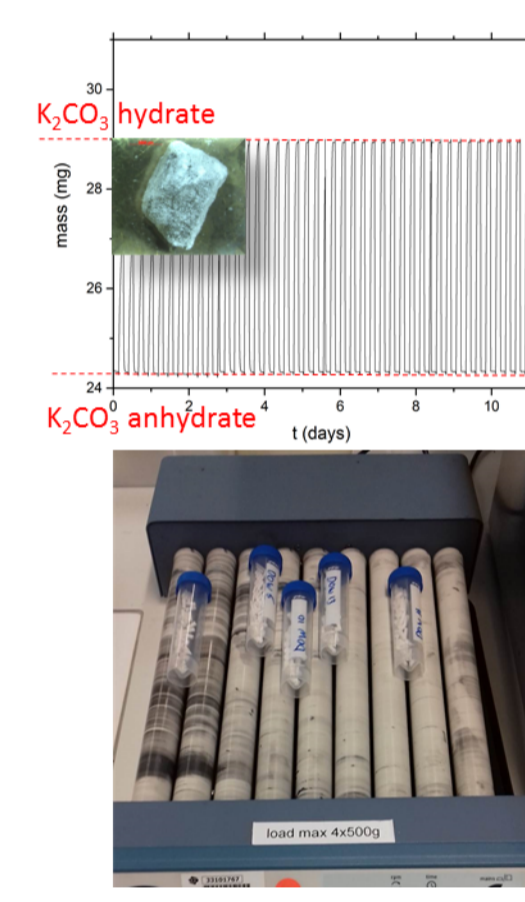 30
K₂CO₃ hydrate
28
mass (mg)
26
24
0 2 4 6 8 10
K₂CO₃ anhydrate
t (days)
load max 4x500g
33101767